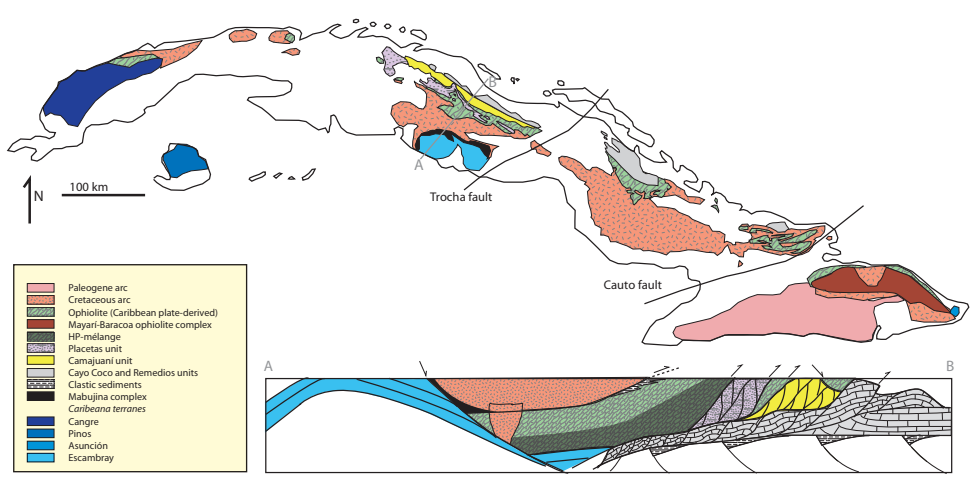 B
A
Trocha fault
100 km
N
Cauto fault
Paleogene arc
Cretaceous arc
Ophiolite (Caribbean plate-derived)
Mayarí-Baracoa ophiolite complex
HP-mélange
Placetas unit
Camajuaní unit
Cayo Coco and Remedios units
Clastic sediments
Mabujina complex
Caribeana terranes
Cangre
Pinos
Asunción
Escambray
A
B